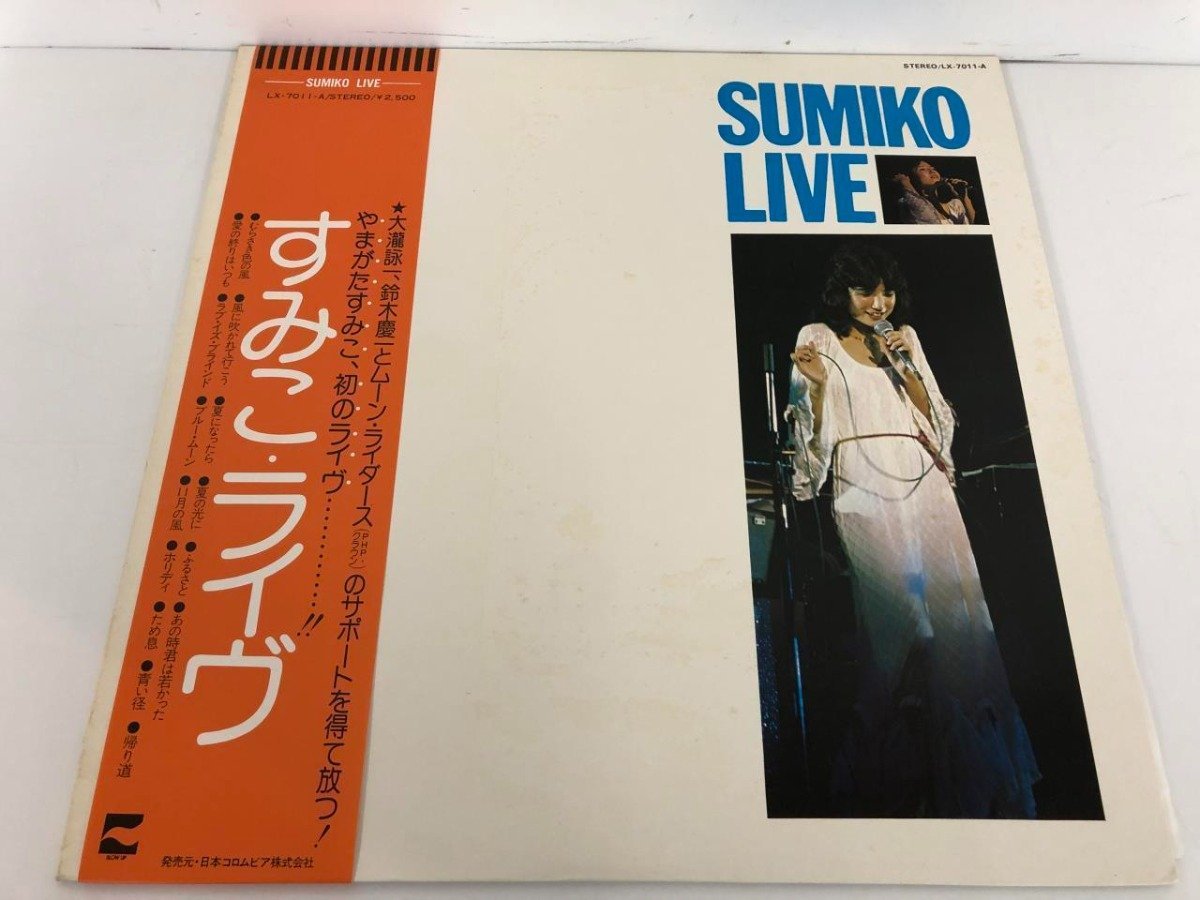 SUMIKO LIVE
LX-7011-A/STEREO/¥2,500
★大瀧詠一、鈴木慶一とムーン・ライダース(PHP,クラウン)のサポートを得て放つ!
やまがたすみこ、初のライヴ…………!!
すみこ・ライヴ
●むらさき色の風
●風に吹かれて行こう
●夏になったら
●夏の光に
●ふるさと
●あの時君は若かった
●愛の終りはいつも
●ラブ・イズ・ブラインド
●ブルー・ムーン
●11月の風
●ホリディ
●ため息
●青い径
●帰り道
BLOW UP
発売元・日本コロムビア株式会社
STEREO/LX-7011-A
SUMIKO
LIVE